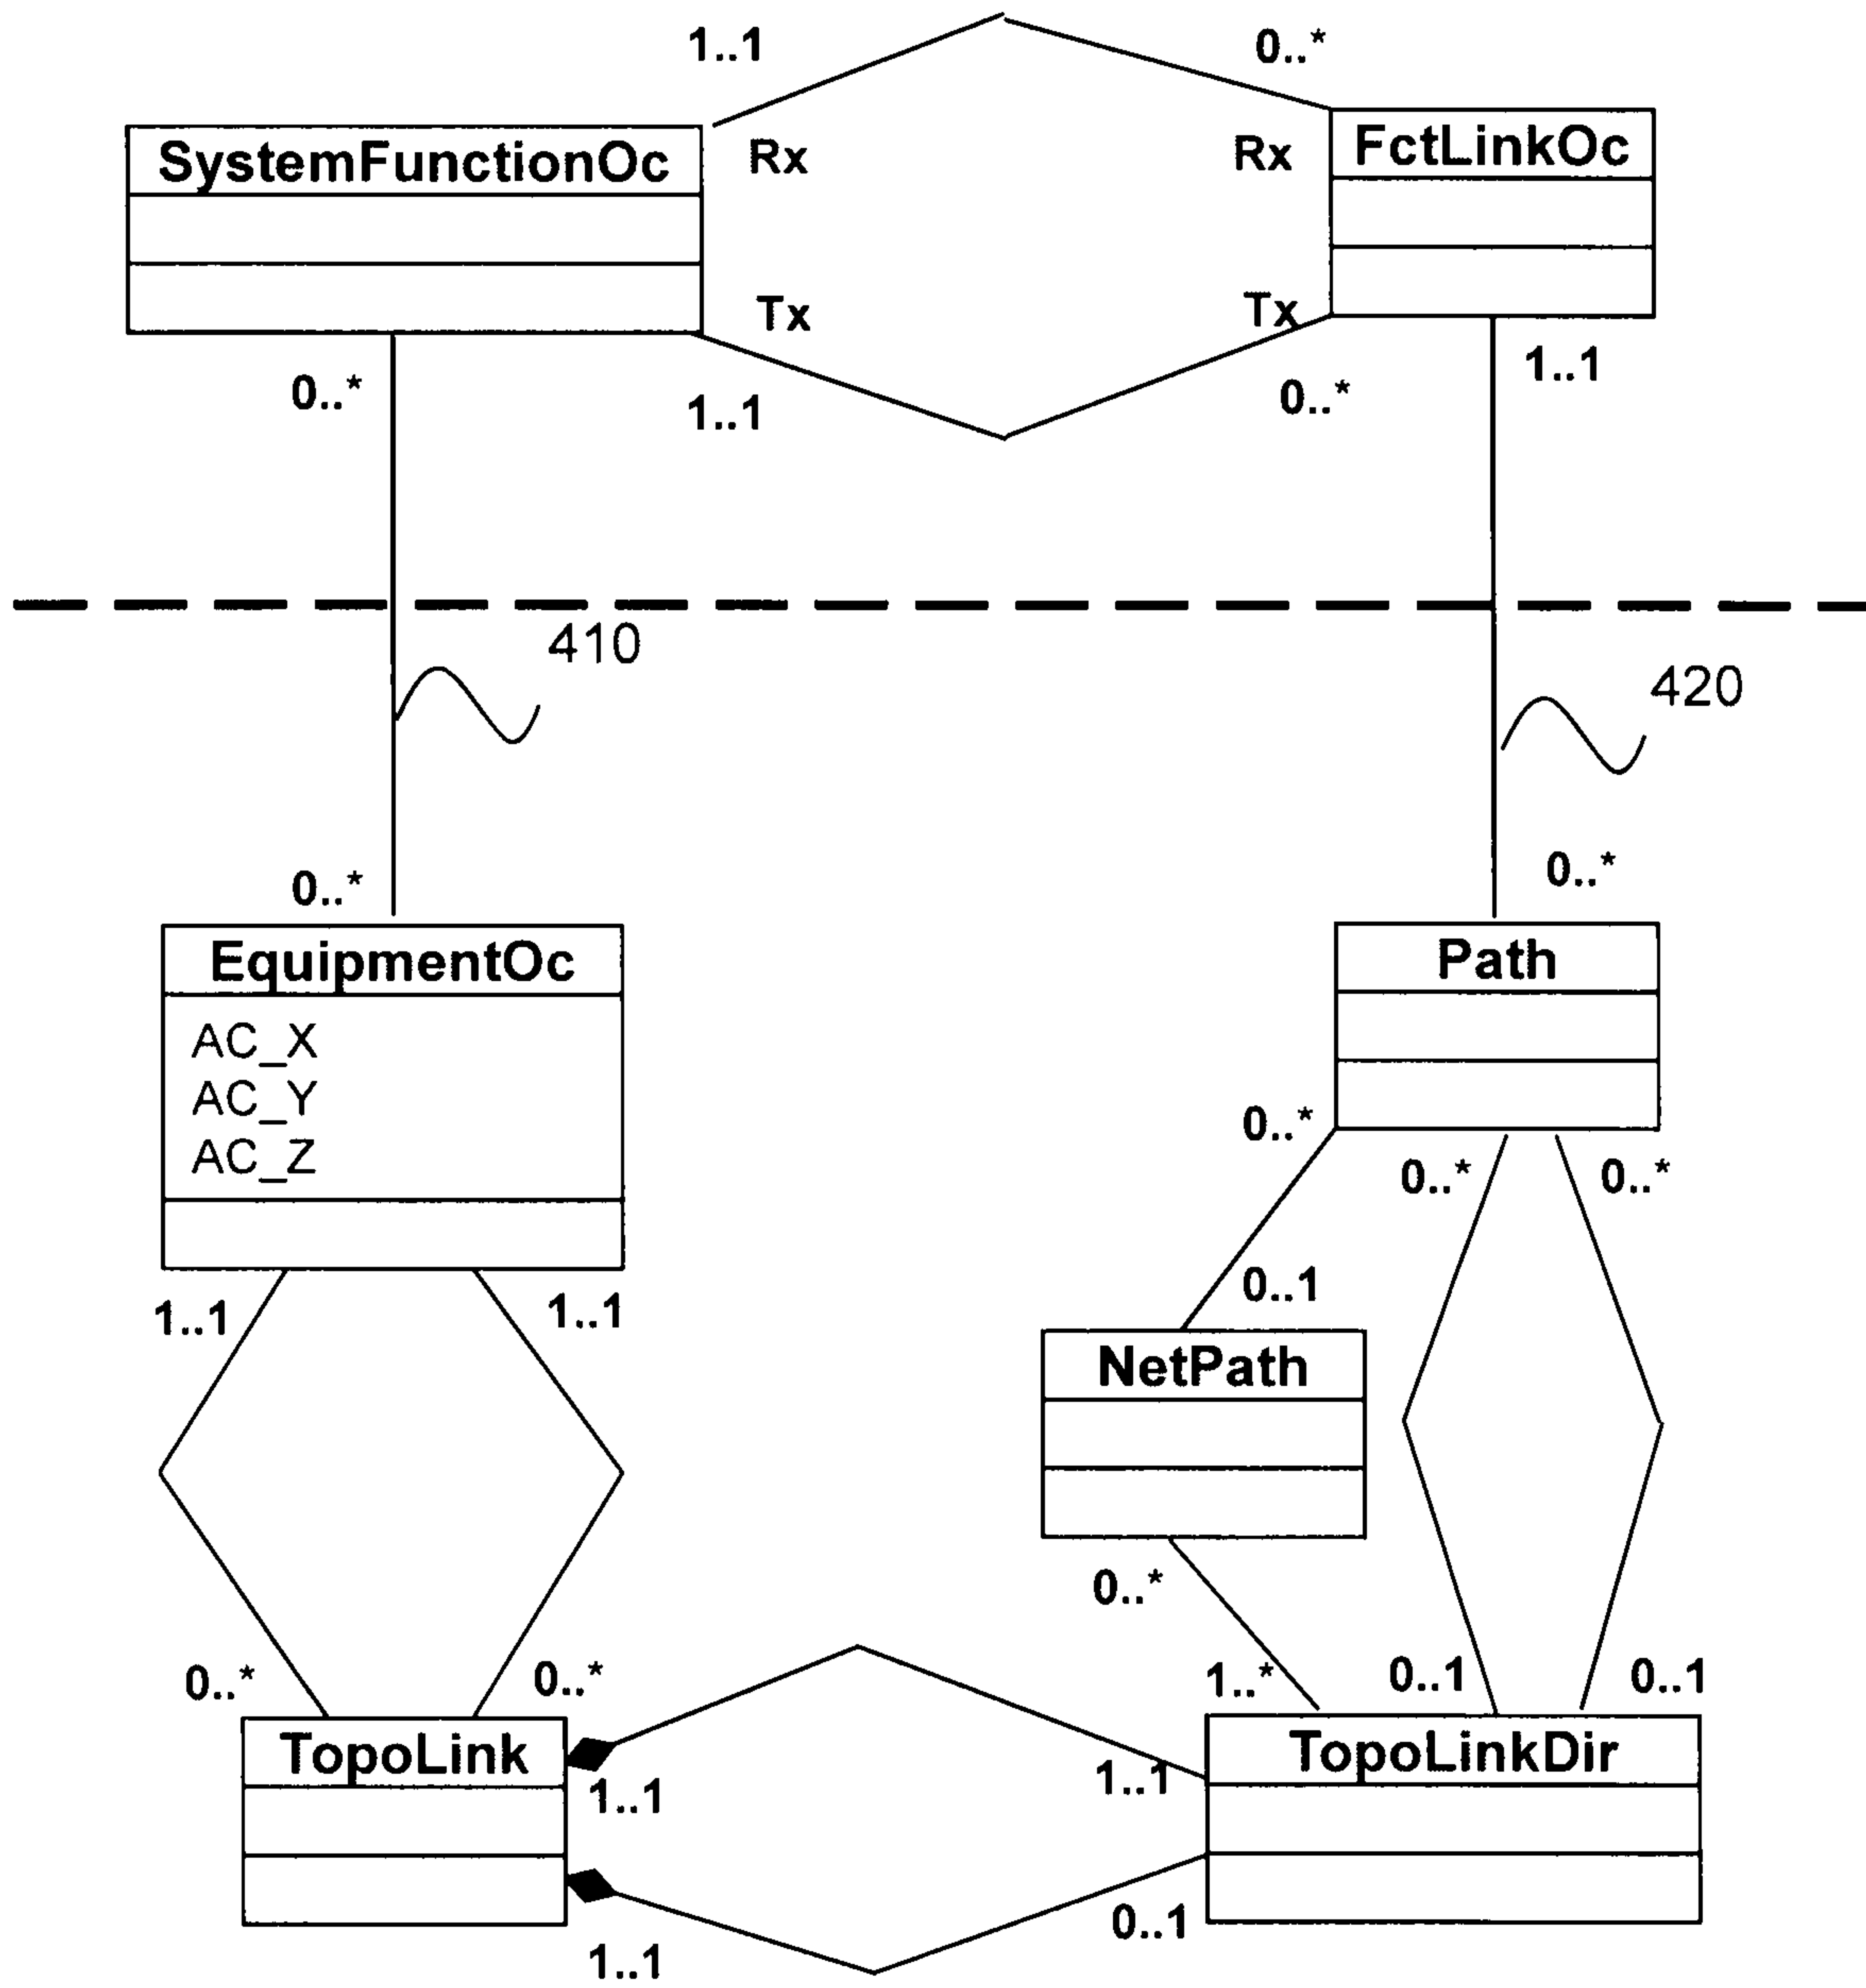 1..1
0..*
SystemFunctionOc
Rx
Rx
FctLinkOc
Tx
Tx
0..*
1..1
0..*
1..1
410
420
0..*
0..*
EquipmentOc
AC_X
AC_Y
AC_Z
Path
0..*
0..*
0..*
1..1
1..1
0..1
NetPath
0..*
0..*
0..*
1..*
0..1
0..1
TopoLink
TopoLinkDir
1..1
1..1
1..1
0..1